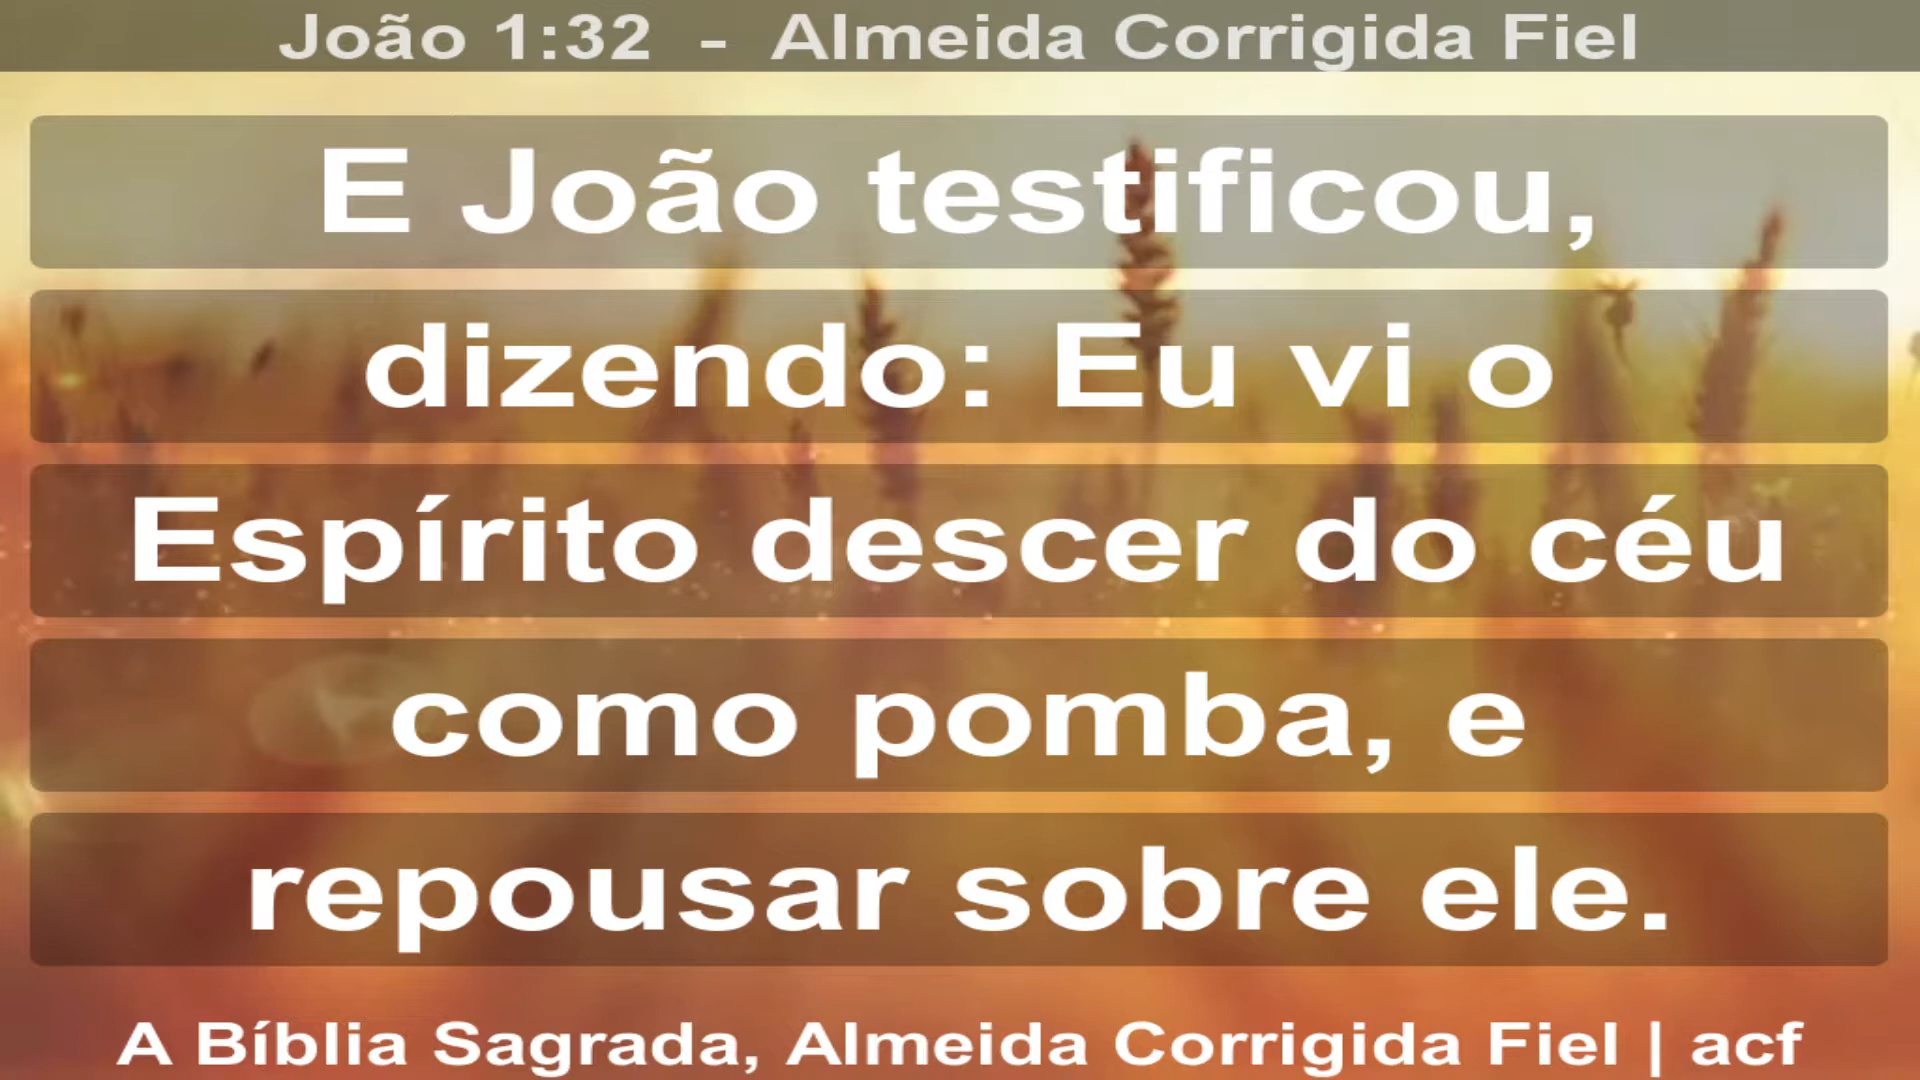 João 1:32 - Almeida Corrigida Fiel
E João testificou,
dizendo: Eu vi o
Espírito descer do céu
como pomba, e
repousar sobre ele.
A Bíblia Sagrada, Almeida Corrigida Fiel | acf